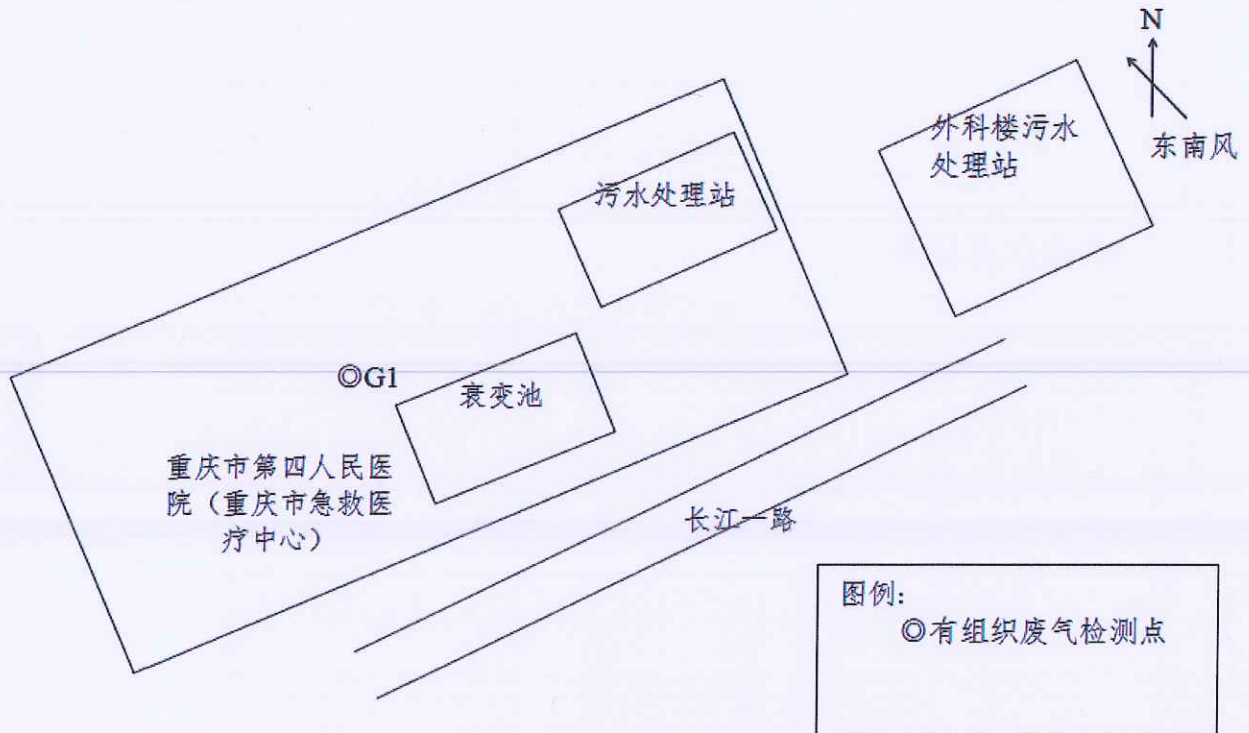 N
东南风
外科楼污水
处理站
污水处理站
◎G1
衰变池
重庆市第四人民医
院（重庆市急救医
疗中心）
长江一路
图例：
◎有组织废气检测点